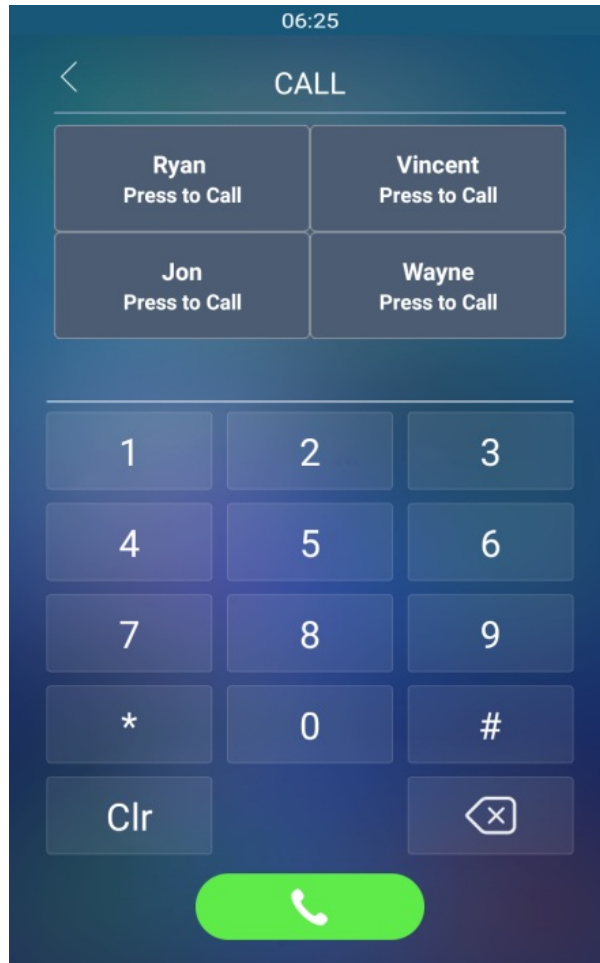 06:25
CALL
Ryan
Press to Call
Vincent
Press to Call
Jon
Press to Call
Wayne
Press to Call
1 2 3
4 5 6
7 8 9
* 0 #
Clr